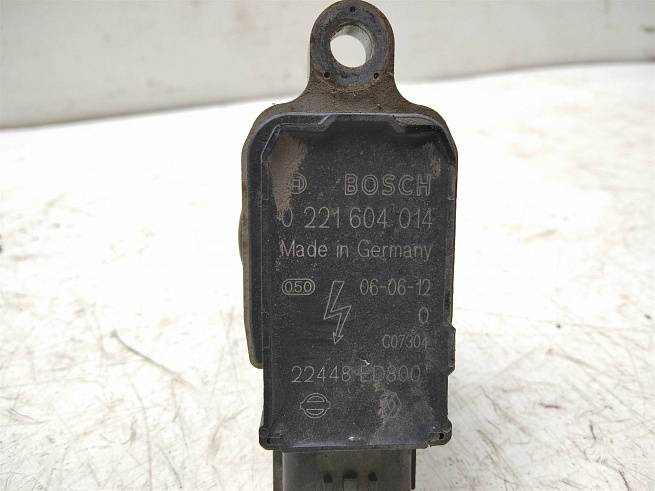 BOSCH
0 221 604 014
Made in Germany
050 06-06-12
0
C07304
22448 ED800